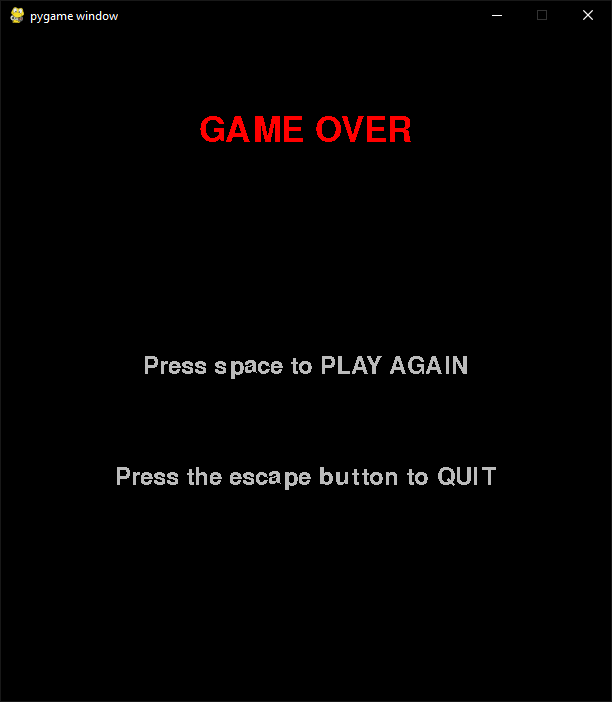 pygame window
GAME OVER
Press space to PLAY AGAIN
Press the escape button to QUIT